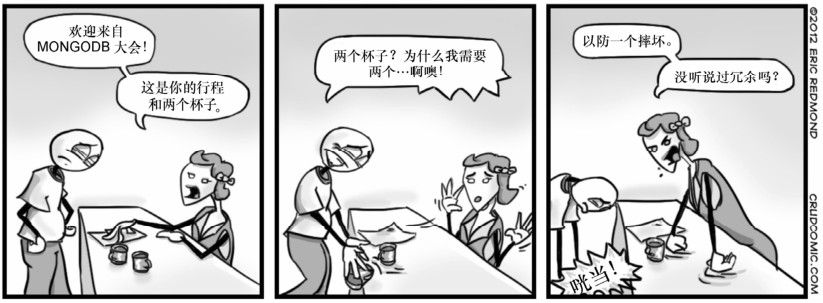 欢迎来自
MONGODB 大会！
这是你的行程
和两个杯子。
两个杯子？为什么我需要
两个…啊噢！
以防一个摔坏。
没听说过冗余吗？
咣当！
©2012 ERIC REDMOND
CRUDCOMIC.COM